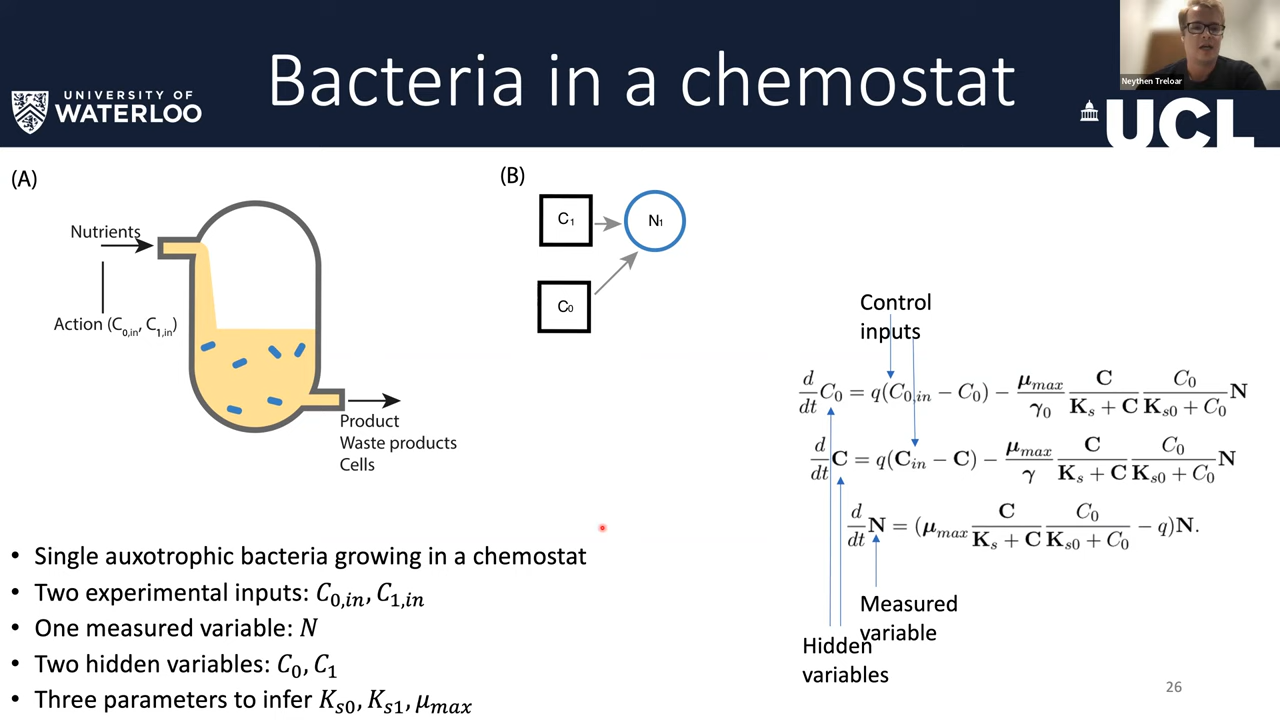 Bacteria in a chemostat
UNIVERSITY OF
WATERLOO
Neythen Treloar
UCL
(A)
Nutrients
Action (C0,in, C1,in)
Product
Waste products
Cells
(B)
C1
N1
C0
Control
inputs
d/dt C₀ = q(C₀,in − C₀) − μmax/γ₀ C/(Ks + C) C₀/(Ks0 + C₀) N
d/dt C = q(Cin − C) − μmax/γ C/(Ks + C) C₀/(Ks0 + C₀) N
d/dt N = (μmax C/(Ks + C) C₀/(Ks0 + C₀) − q)N.
Measured
variable
Hidden
variables
• Single auxotrophic bacteria growing in a chemostat
• Two experimental inputs: C0,in, C1,in
• One measured variable: N
• Two hidden variables: C0, C1
• Three parameters to infer Ks0, Ks1, μmax
26